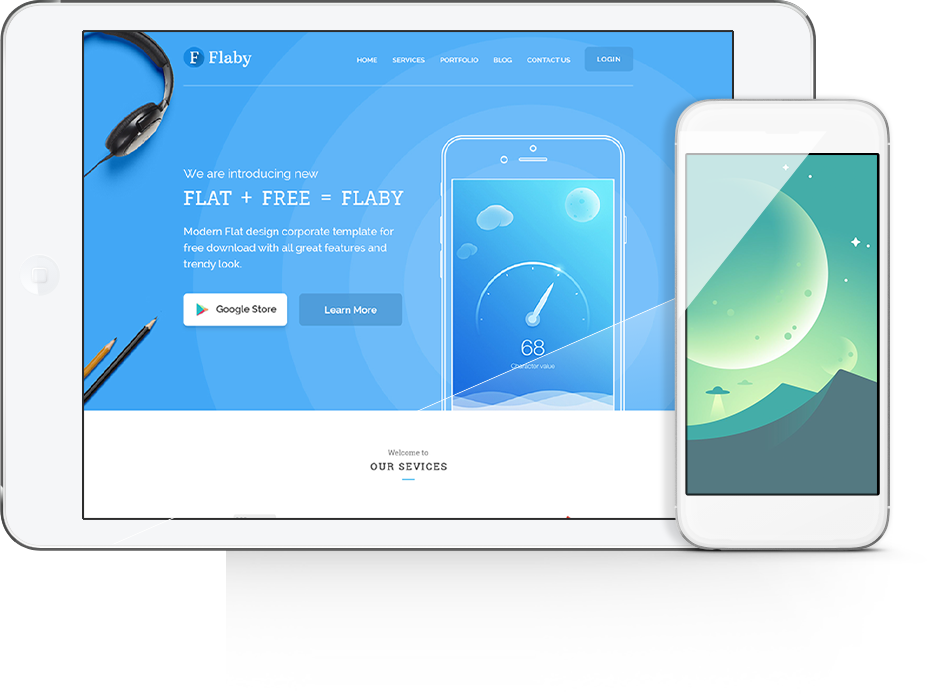 F Flaby
HOME SERVICES PORTFOLIO BLOG CONTACT US LOGIN
We are introducing new
FLAT + FREE = FLABY
Modern Flat design corporate template for
free download with all great features and
trendy look.
Google Store
Learn More
68
Character value
Welcome to
OUR SEVICES